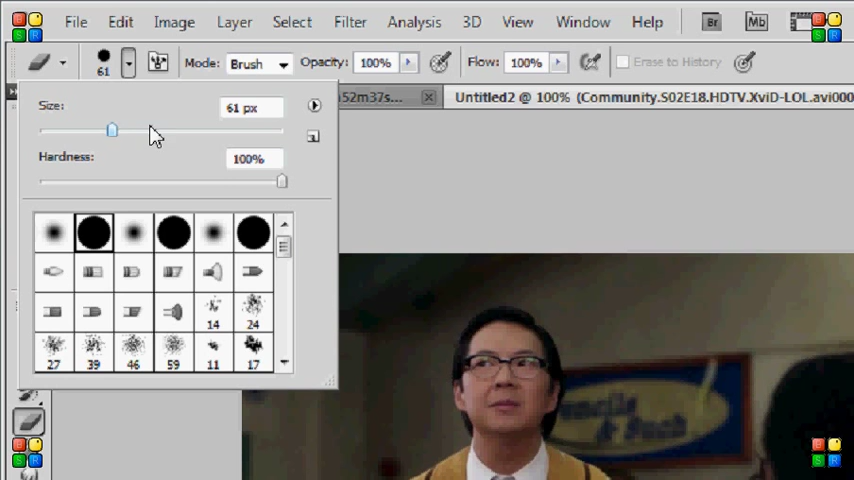 File Edit Image Layer Select Filter Analysis 3D View Window Help Br Mb
61 Mode: Brush Opacity: 100% Flow: 100% Erase to History
52m37s... Untitled2 @ 100% (Community.S02E18.HDTV.XviD-LOL.avi000
Size: 61 px
Hardness: 100%
14 24
27 39 46 59 11 17
Pencils
& Such
B
S R
B
S R
B
S R
B
S R